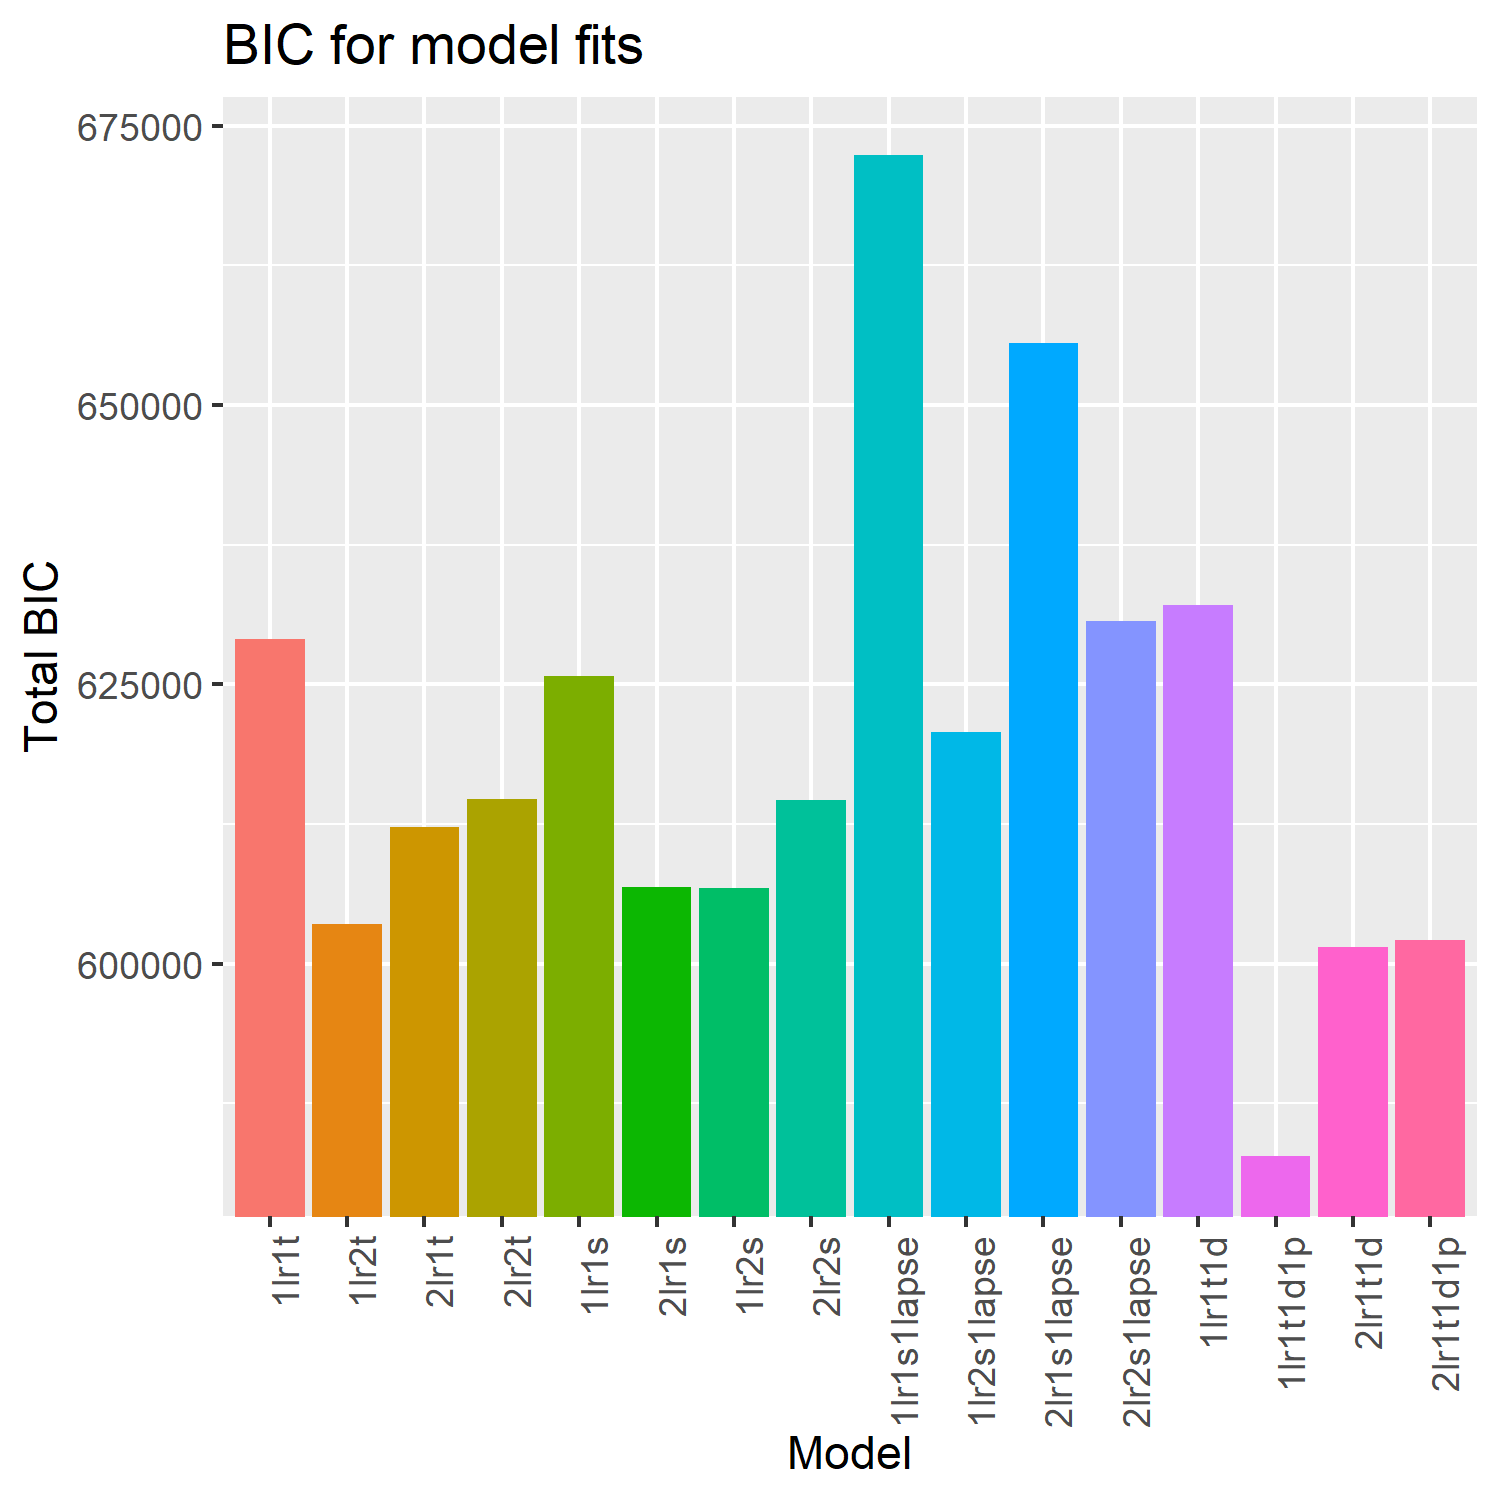 BIC for model fits
675000
650000
625000
600000
Total BIC
1lr1t
1lr2t
2lr1t
2lr2t
1lr1s
2lr1s
1lr2s
2lr2s
1lr1s1lapse
1lr2s1lapse
2lr1s1lapse
2lr2s1lapse
1lr1t1d
1lr1t1d1p
2lr1t1d
2lr1t1d1p
Model